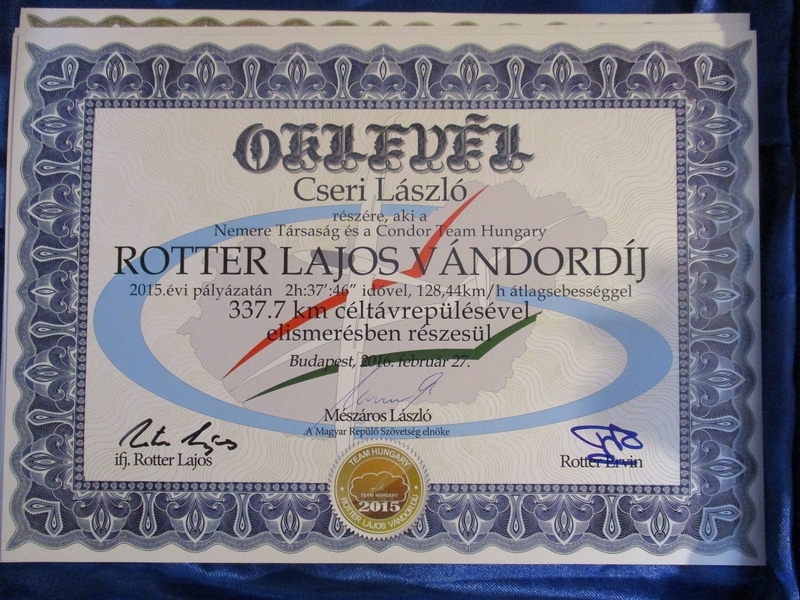 OKLEVÉL
Cseri László
részére, aki a
Nemere Társaság és a Condor Team Hungary
ROTTER LAJOS VÁNDORDÍJ
2015.évi pályázatán 2h:37':46" idővel, 128,44km/h átlagsebességgel
337.7 km céltávrepülésével
elismerésben részesül
Budapest, 2016. február 27.
Mészáros László
A Magyar Repülő Szövetség elnöke
ifj. Rotter Lajos
Rotter Ervin
TEAM HUNGARY
TEAM HUNGARY
2015
ROTTER LAJOS VÁNDORDÍJ